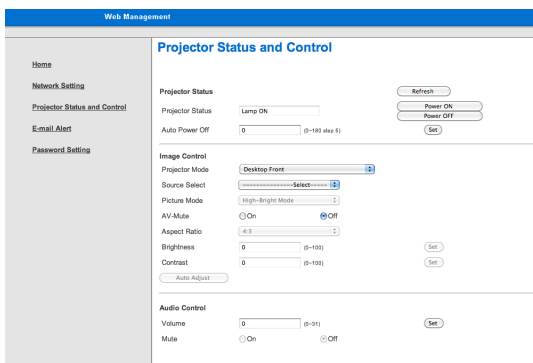 Web Management
Projector Status and Control
Home
Network Setting
Projector Status and Control
E-mail Alert
Password Setting
Projector Status Refresh
Projector Status Lamp ON Power ON
Power OFF
Auto Power Off 0 (0~180 step 5) Set
Image Control
Projector Mode Desktop Front
Source Select ---------------Select-----
Picture Mode High-Bright Mode
AV-Mute On Off
Aspect Ratio 4:3
Brightness 0 (0~100) Set
Contrast 0 (0~100) Set
Auto Adjust
Audio Control
Volume 0 (0~31) Set
Mute On Off